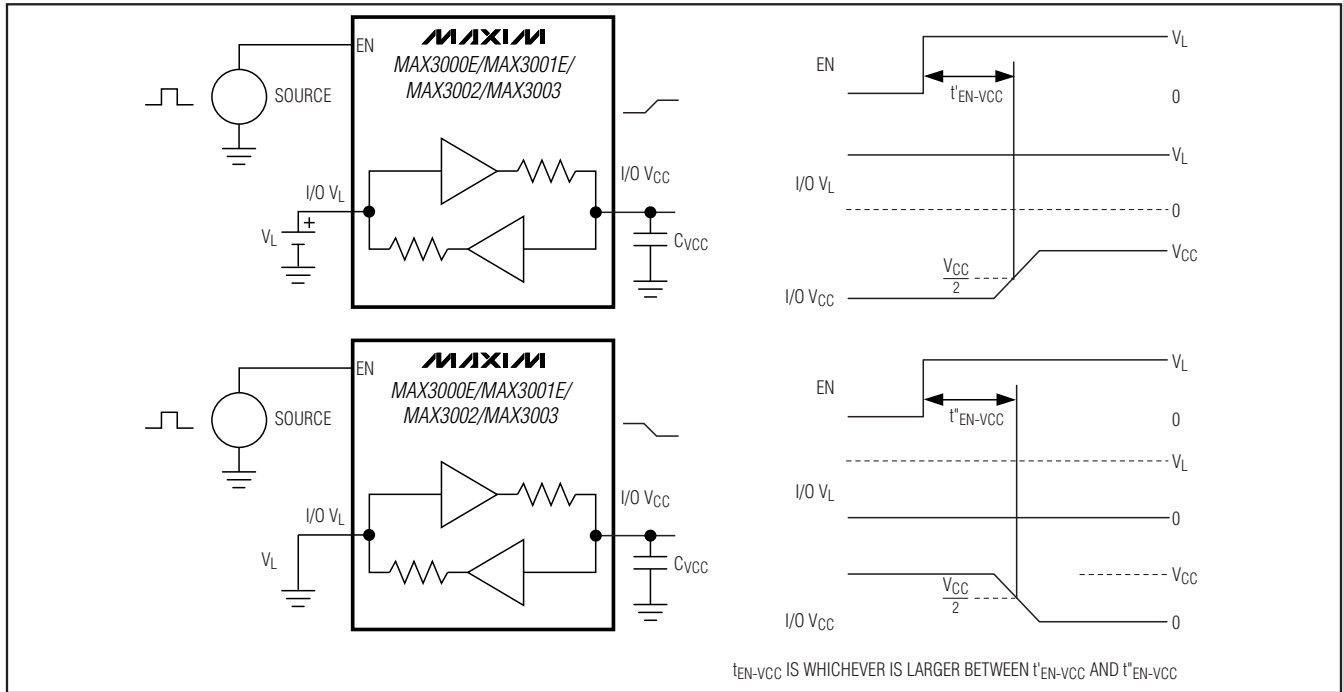 MAXIM
EN
MAX3000E/MAX3001E/
MAX3002/MAX3003
SOURCE
I/O VL
I/O VCC
VL
+
CVCC
EN
VL
t'EN-VCC
0
VL
I/O VL
0
VCC
VCC
2
I/O VCC
MAXIM
EN
MAX3000E/MAX3001E/
MAX3002/MAX3003
SOURCE
I/O VL
I/O VCC
VL
CVCC
VL
EN
t"EN-VCC
0
VL
I/O VL
0
VCC
VCC
2
I/O VCC
0
tEN-VCC IS WHICHEVER IS LARGER BETWEEN t'EN-VCC AND t"EN-VCC